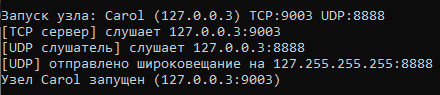 Запуск узла: Carol (127.0.0.3) TCP:9003 UDP:8888
[TCP сервер] слушает 127.0.0.3:9003
[UDP слушатель] слушает 127.0.0.3:8888
[UDP] отправлено широковещание на 127.255.255.255:8888
Узел Carol запущен (127.0.0.3:9003)